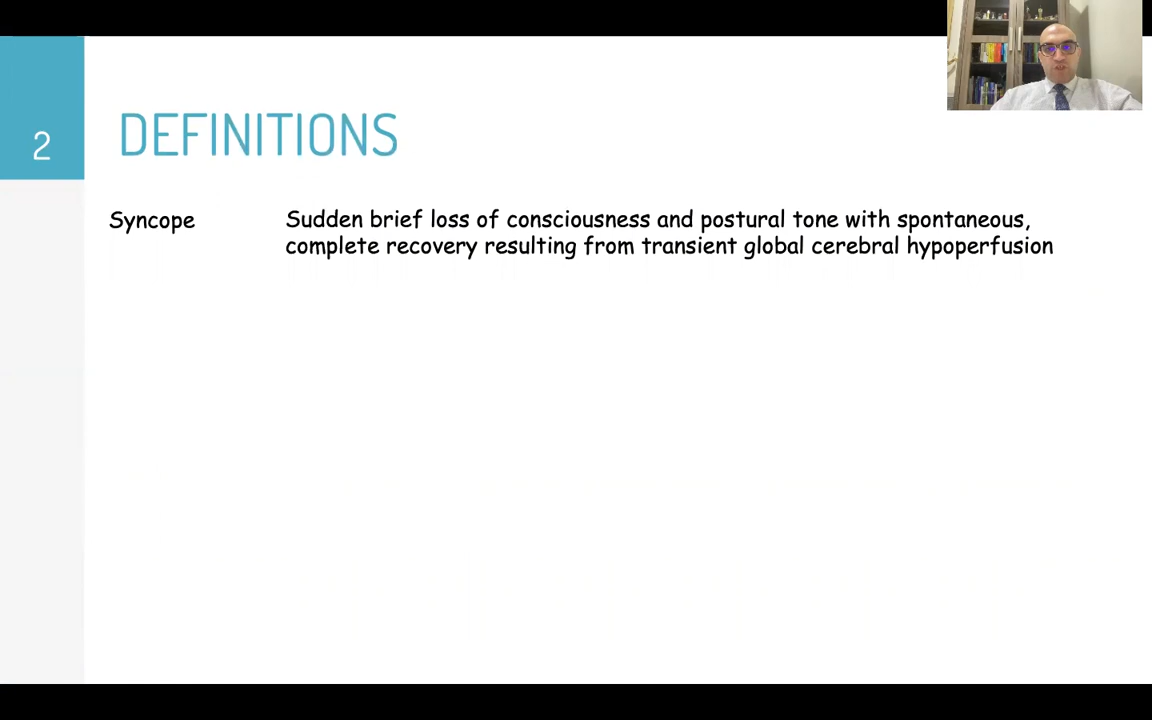 2
DEFINITIONS
Syncope
Sudden brief loss of consciousness and postural tone with spontaneous,
complete recovery resulting from transient global cerebral hypoperfusion